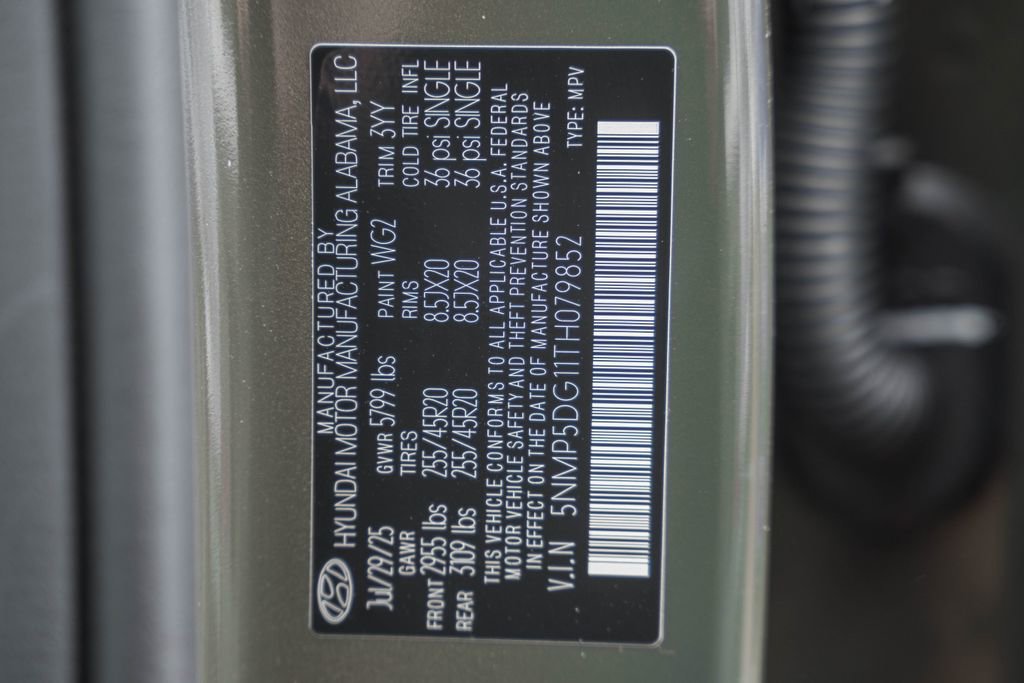 MANUFACTURED BY
HYUNDAI MOTOR MANUFACTURING ALABAMA, LLC
Jul/29/25 GVWR 5799 lbs PAINT WG2 TRIM 3YY
GAWR TIRES RIMS COLD TIRE INFL
FRONT 2955 lbs 255/45R20 8.5JX20 36 psi SINGLE
REAR 3109 lbs 255/45R20 8.5JX20 36 psi SINGLE
THIS VEHICLE CONFORMS TO ALL APPLICABLE U.S.A. FEDERAL
MOTOR VEHICLE SAFETY AND THEFT PREVENTION STANDARDS
IN EFFECT ON THE DATE OF MANUFACTURE SHOWN ABOVE
V.I.N 5NMP5DG11TH079852 TYPE: MPV